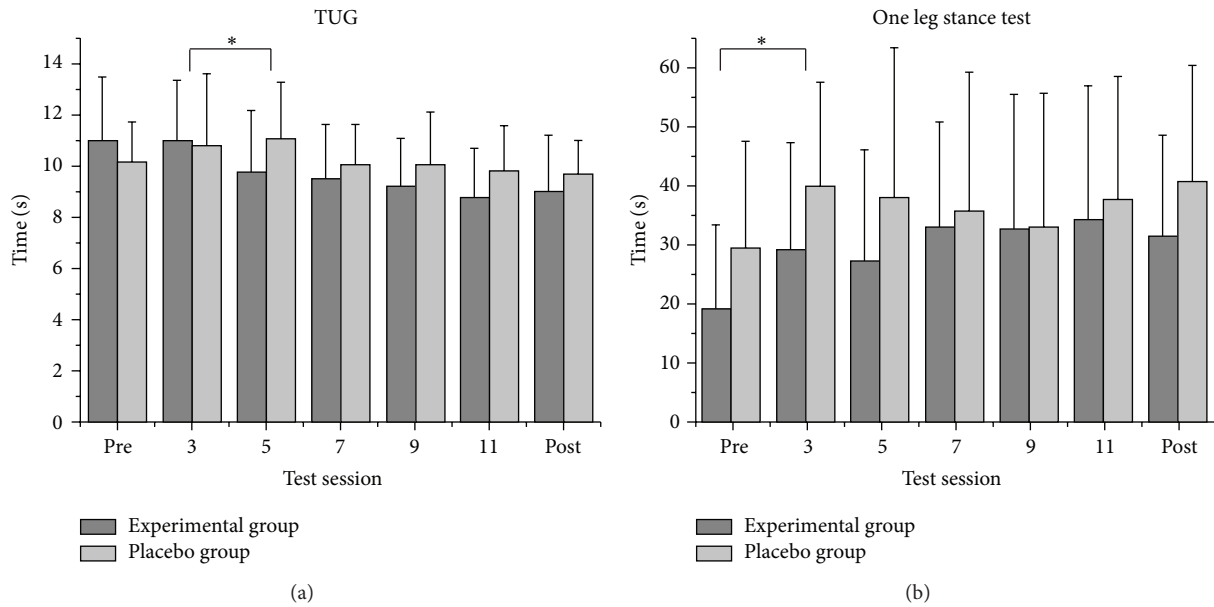 TUG
*
14
12
10
8
6
4
2
0
Time (s)
Pre 3 5 7 9 11 Post
Test session
Experimental group
Placebo group
(a)
One leg stance test
*
60
50
40
30
20
10
0
Time (s)
Pre 3 5 7 9 11 Post
Test session
Experimental group
Placebo group
(b)